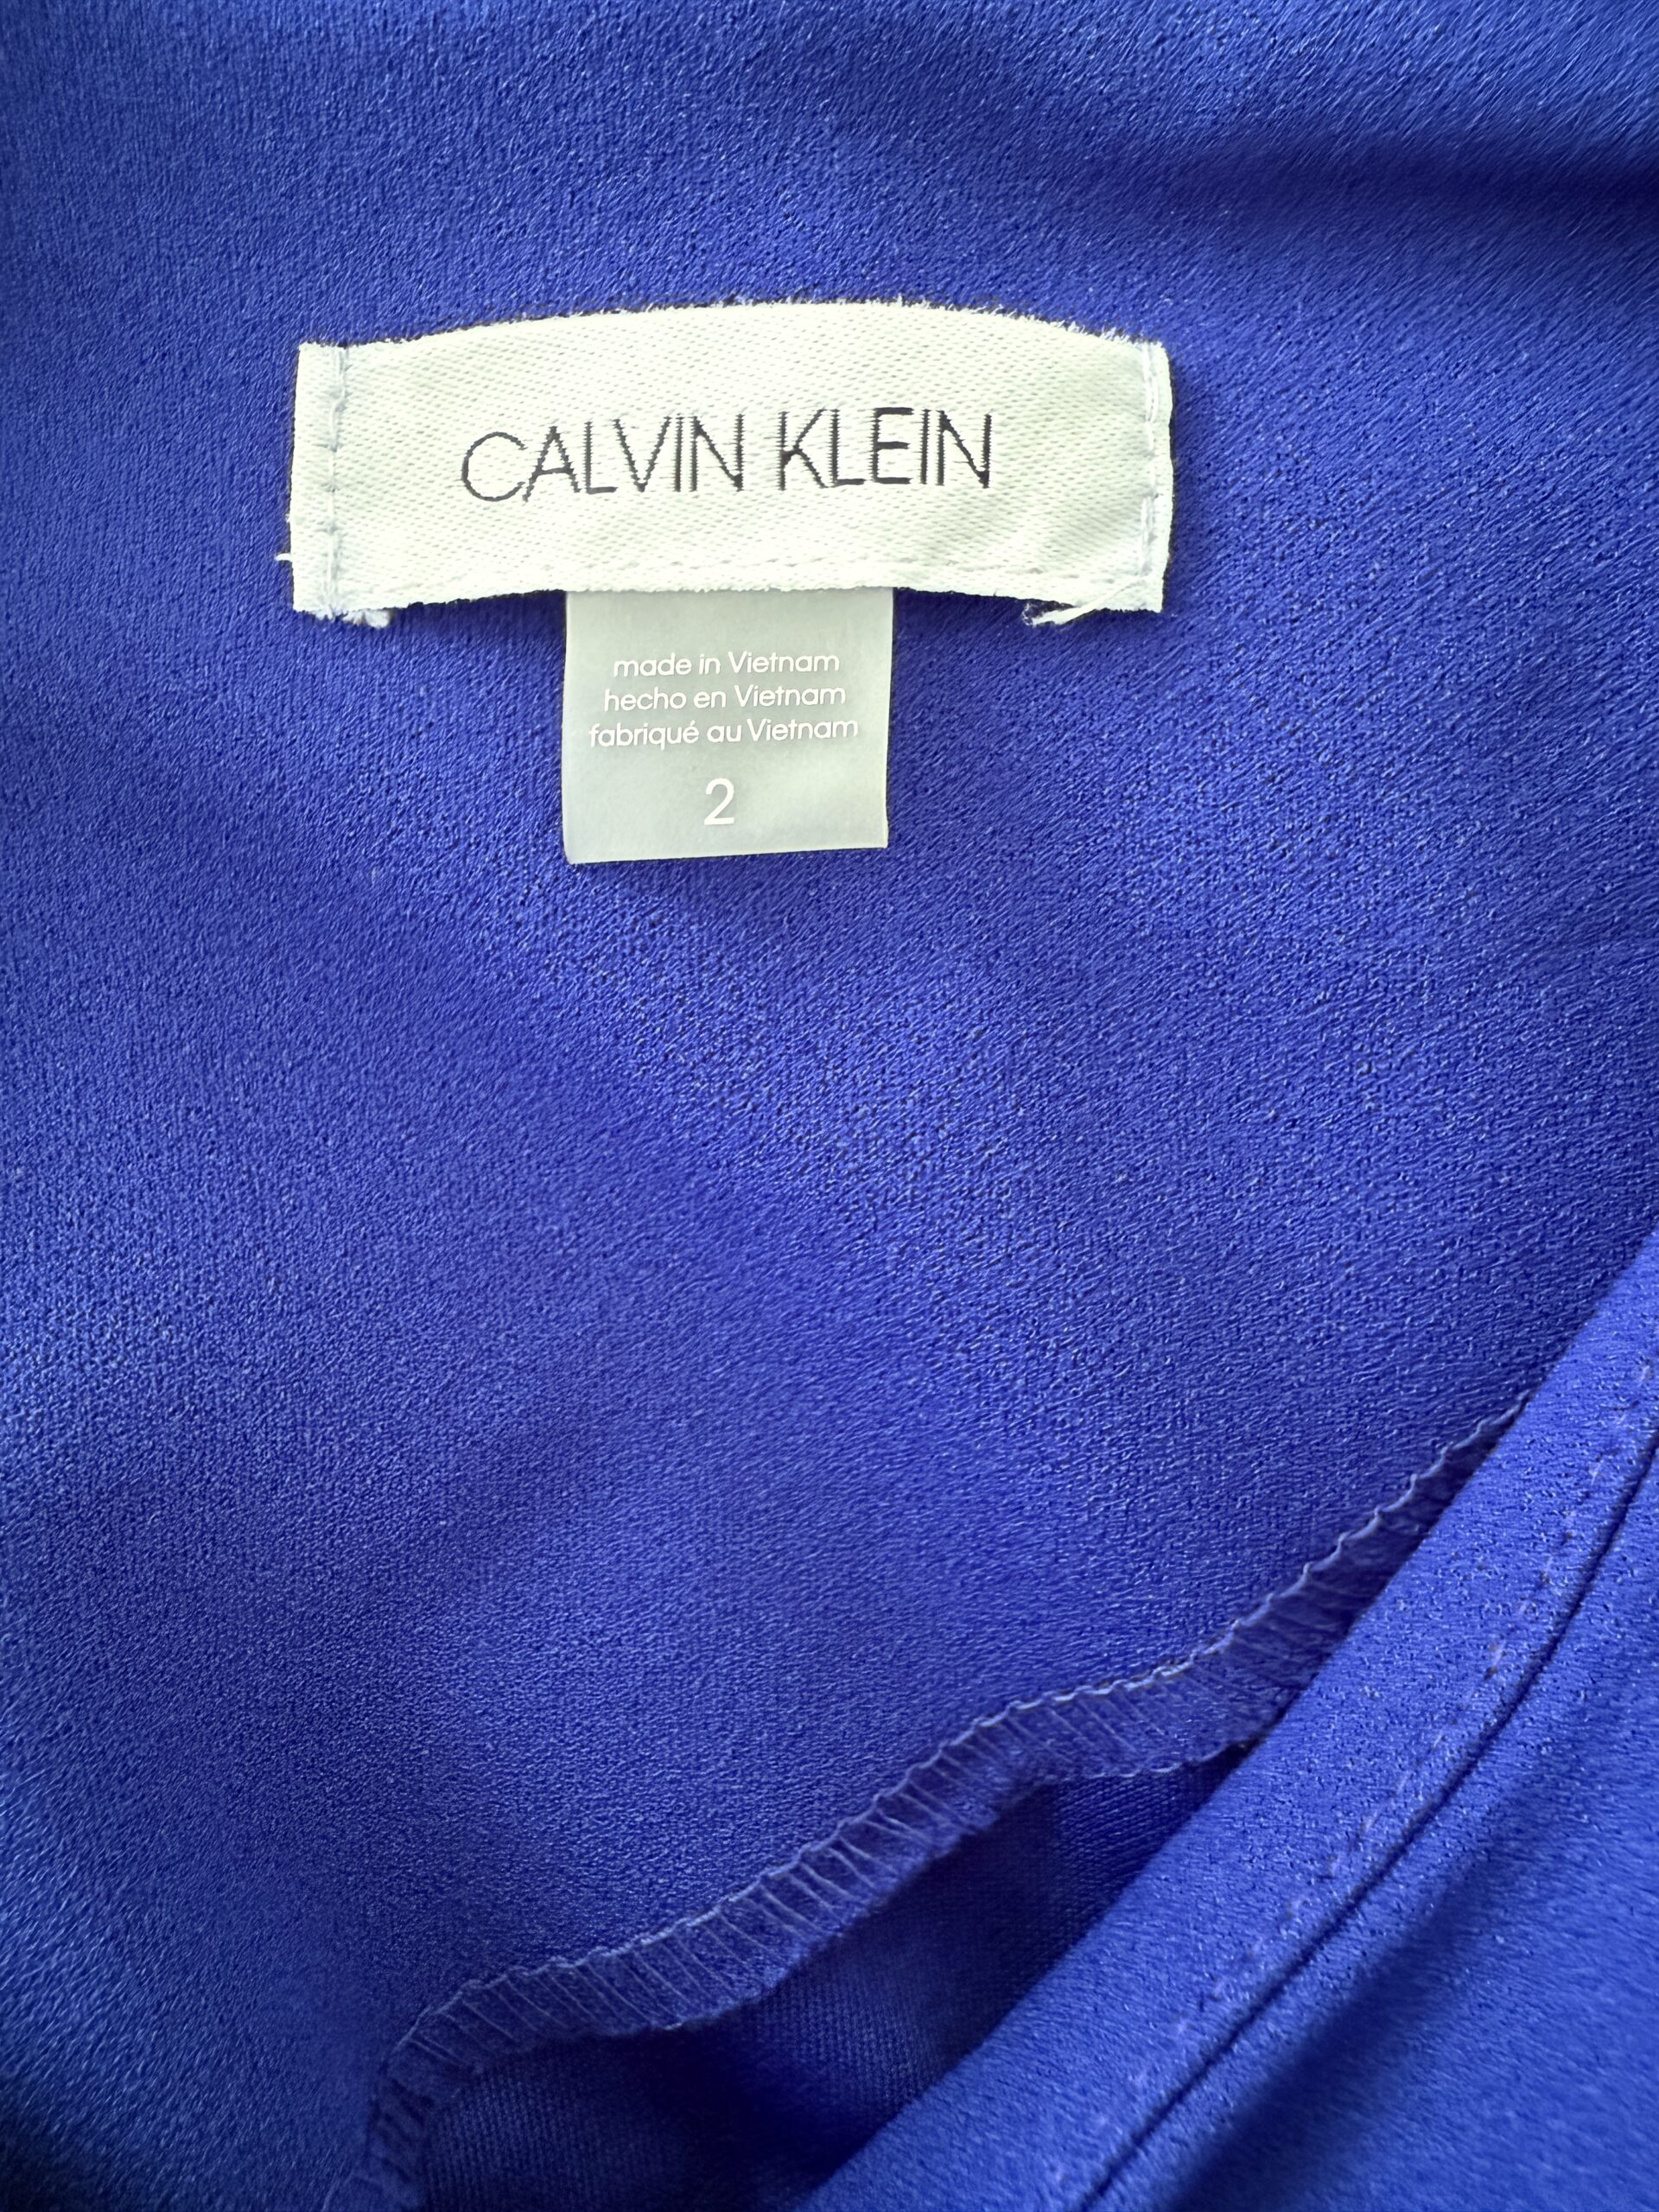 CALVIN KLEIN
made in Vietnam
hecho en Vietnam
fabriqué au Vietnam
2